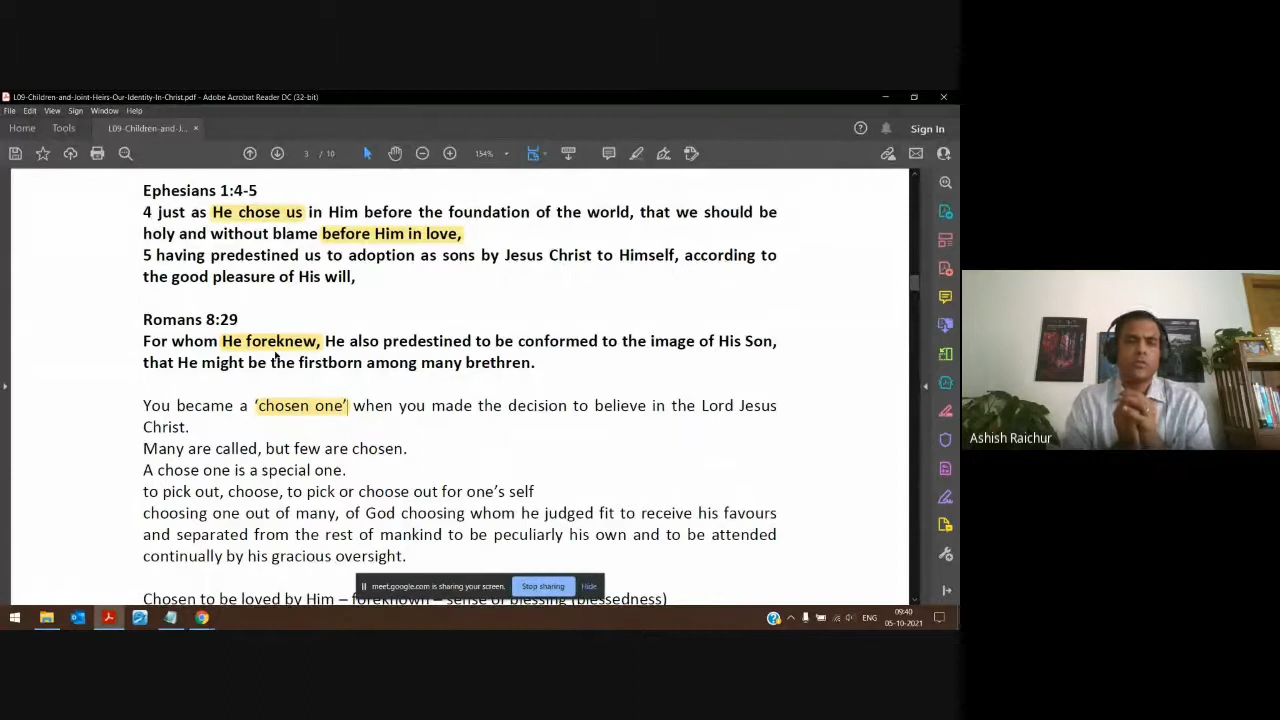 L09-Children-and-Joint-Heirs-Our-Identity-In-Christ.pdf - Adobe Acrobat Reader DC (32-bit)
File Edit View Sign Window Help
Home Tools L09-Children-and-J... × Sign In
3 / 10 154%
Ephesians 1:4-5
4 just as He chose us in Him before the foundation of the world, that we should be
holy and without blame before Him in love,
5 having predestined us to adoption as sons by Jesus Christ to Himself, according to
the good pleasure of His will,
Romans 8:29
For whom He foreknew, He also predestined to be conformed to the image of His Son,
that He might be the firstborn among many brethren.
You became a ‘chosen one’ when you made the decision to believe in the Lord Jesus
Christ.
Many are called, but few are chosen.
A chose one is a special one.
to pick out, choose, to pick or choose out for one’s self
choosing one out of many, of God choosing whom he judged fit to receive his favours
and separated from the rest of mankind to be peculiarly his own and to be attended
continually by his gracious oversight.
meet.google.com is sharing your screen. Stop sharing Hide
Chosen to be loved by Him – foreknown – sense of blessing (blessedness)
Ashish Raichur
ENG
09:40
05-10-2021